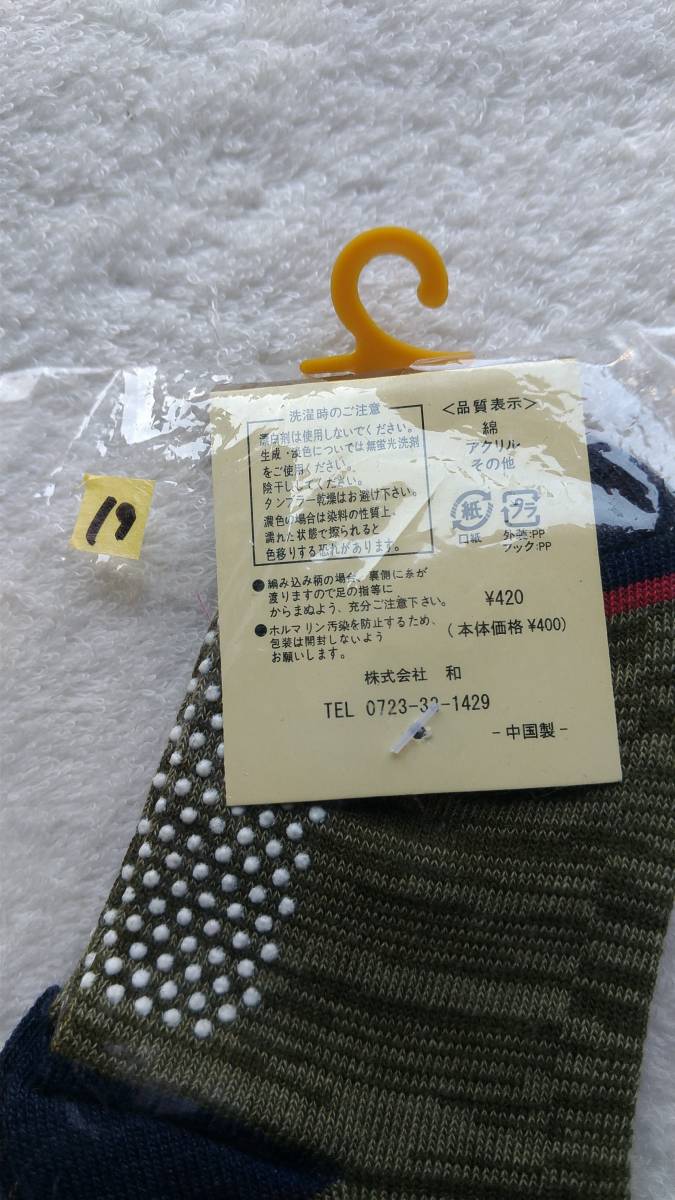 洗濯時のご注意
漂白剤は使用しないでください。
生成・淡色については無蛍光洗剤
をご使用ください。
陰干ししてください。
タンブラー乾燥はお避け下さい。
濃色の場合は染料の性質上
濡れた状態で擦られると
色移りする恐れがあります。
●編み込み柄の場合、裏側に糸が
渡りますので足の指等に
からまぬよう、充分ご注意下さい。
●ホルマリン汚染を防止するため、
包装は開封しないよう
お願いします。
<品質表示>
綿
アクリル
その他
紙 プラ
口紙 外装:PP
フック:PP
¥420
(本体価格¥400)
株式会社 和
TEL 0723-33-1429
-中国製-
19